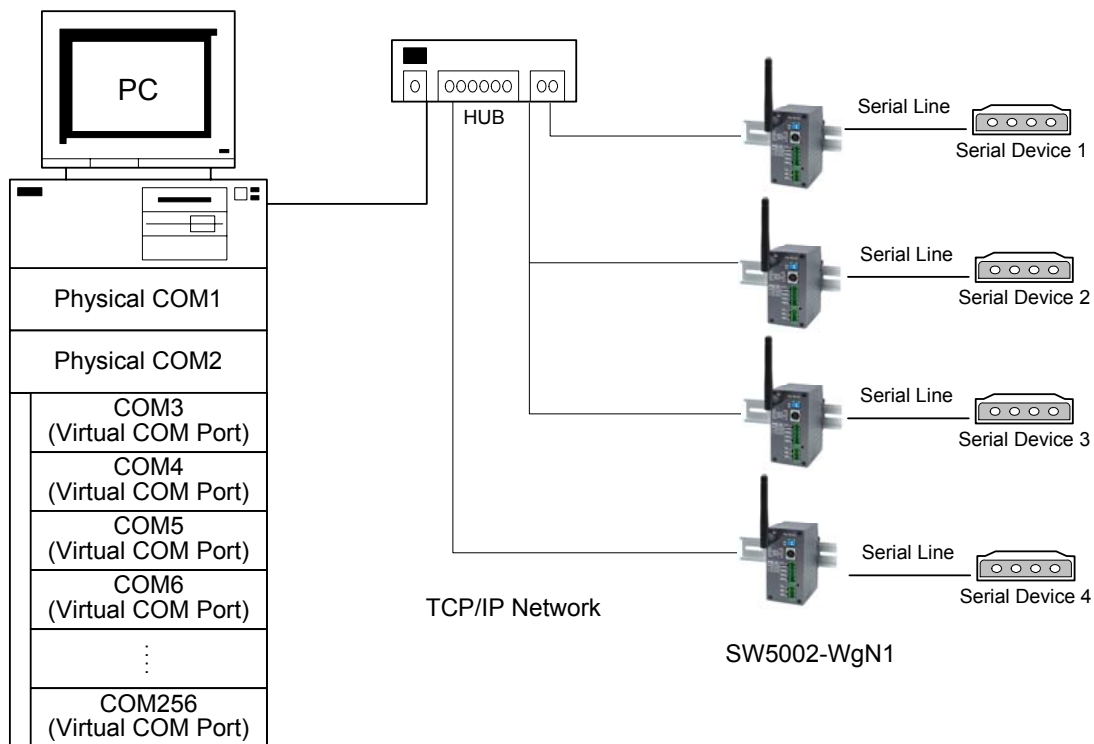 PC
HUB
Serial Line
Serial Device 1
Serial Line
Serial Device 2
Serial Line
Serial Device 3
Serial Line
Serial Device 4
Physical COM1
Physical COM2
COM3
(Virtual COM Port)
COM4
(Virtual COM Port)
COM5
(Virtual COM Port)
COM6
(Virtual COM Port)
COM256
(Virtual COM Port)
TCP/IP Network
SW5002-WgN1